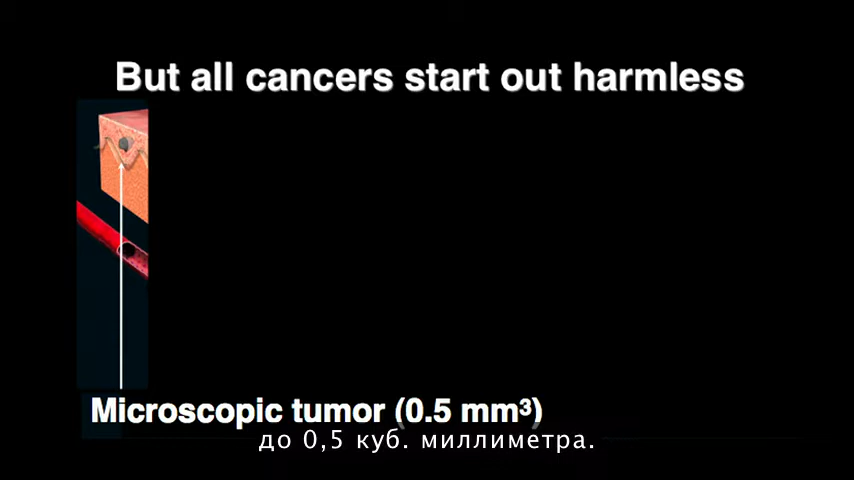 But all cancers start out harmless
Microscopic tumor (0.5 mm³)
до 0,5 куб. миллиметра.